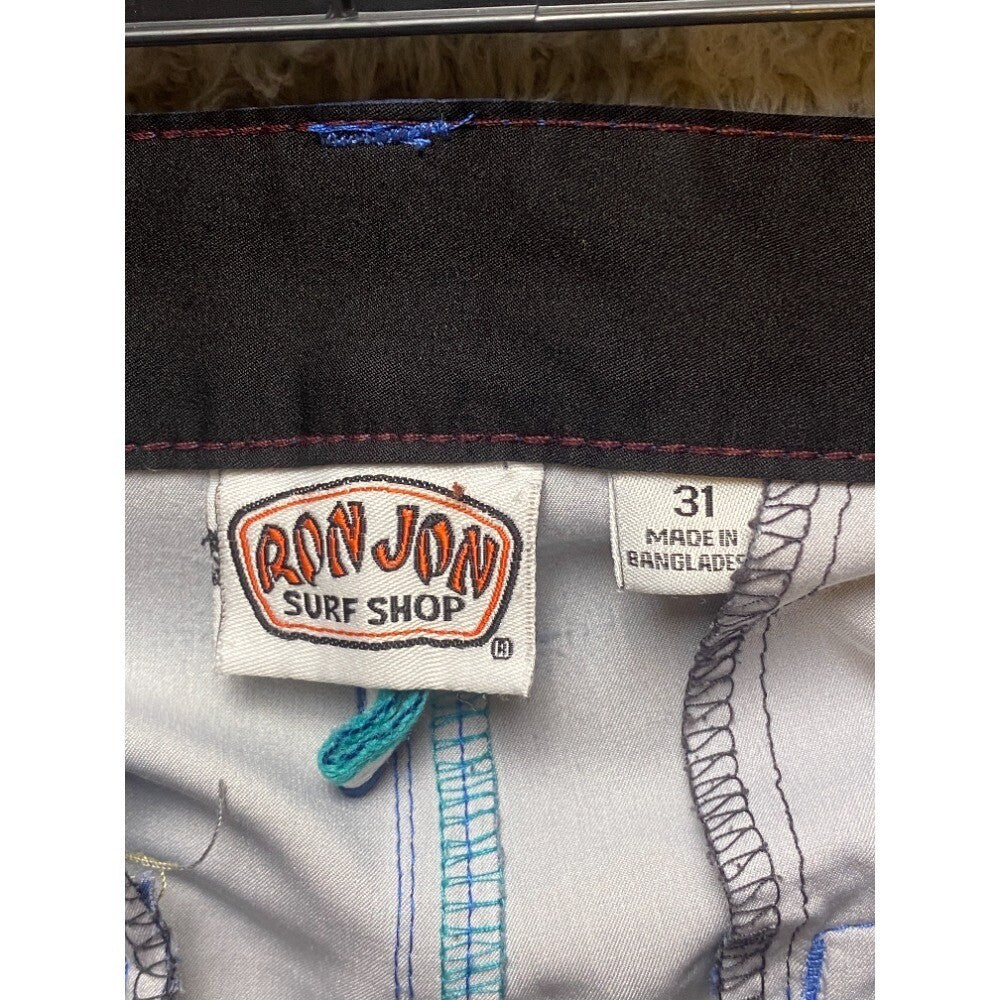 RON JON
SURF SHOP
®
31
MADE IN
BANGLADES